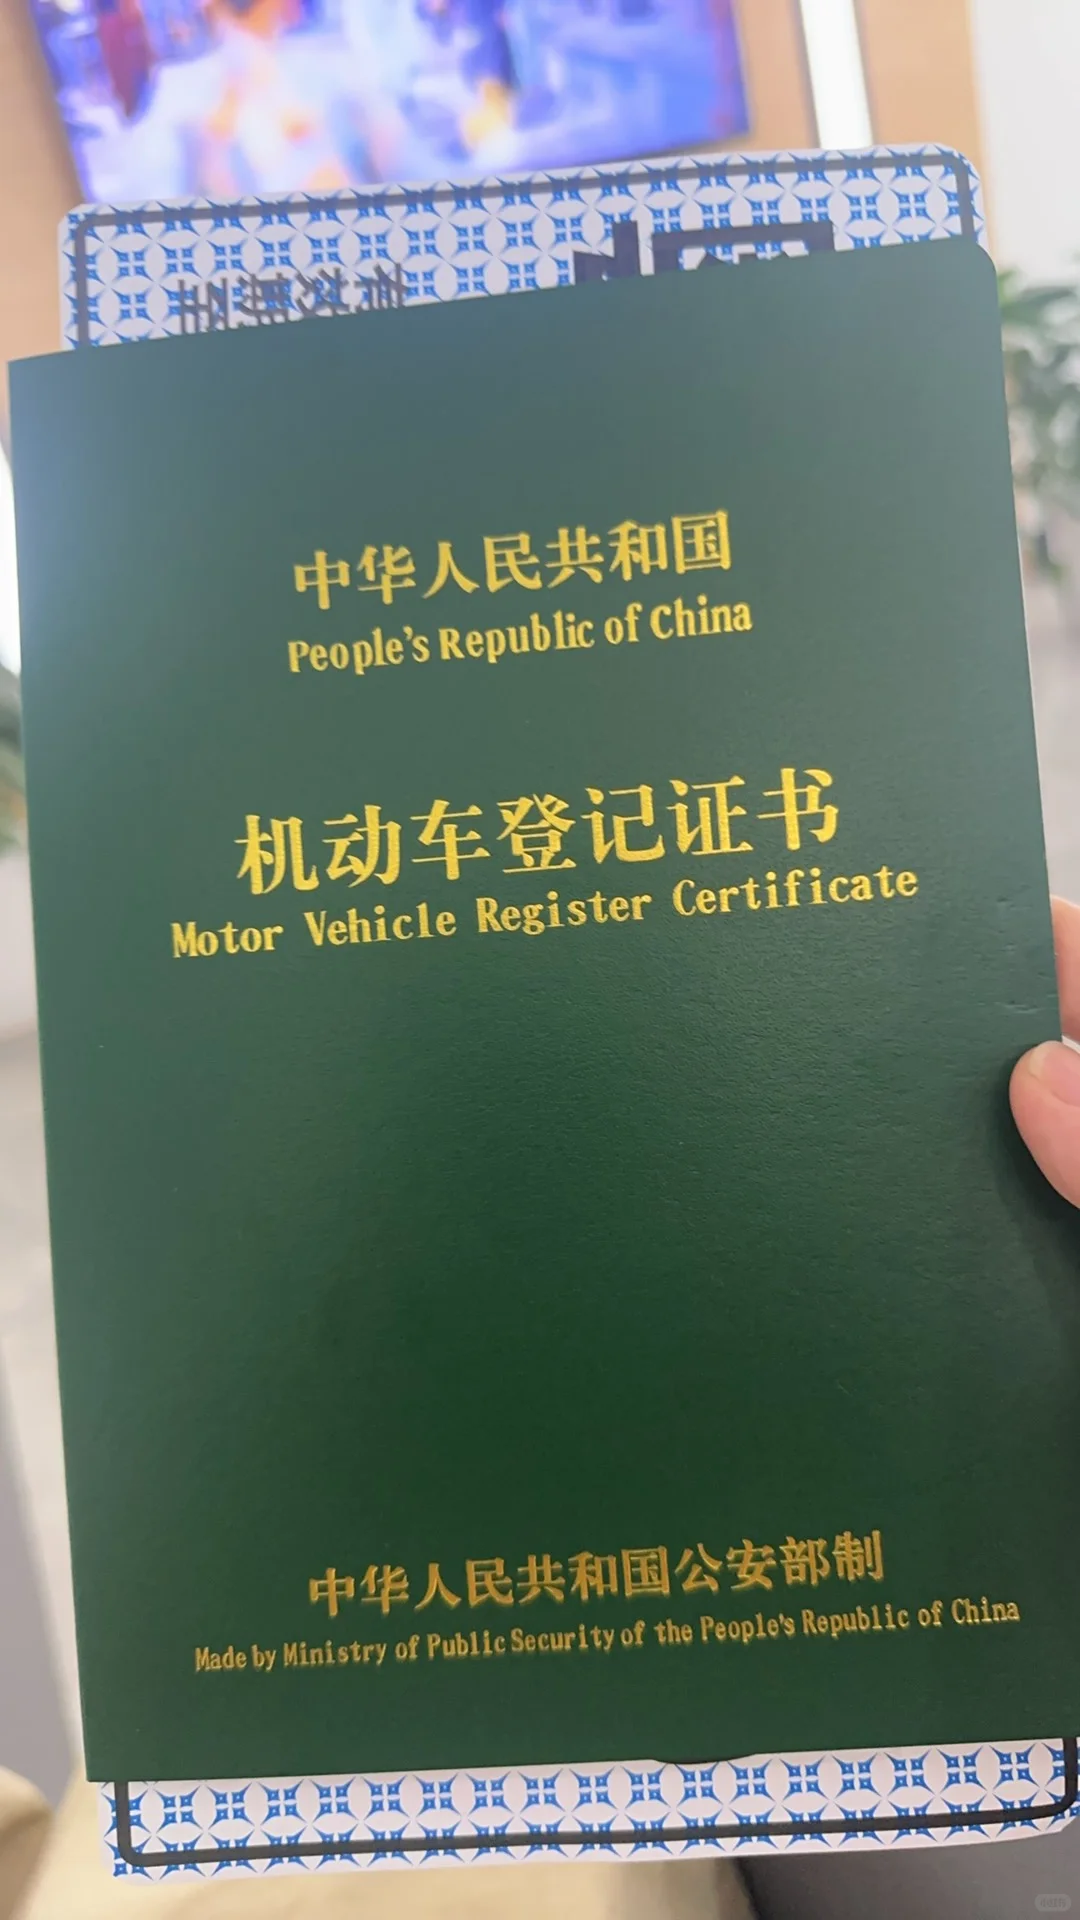 中华人民共和国
People's Republic of China
机动车登记证书
Motor Vehicle Register Certificate
中华人民共和国公安部制
Made by Ministry of Public Security of the People's Republic of China